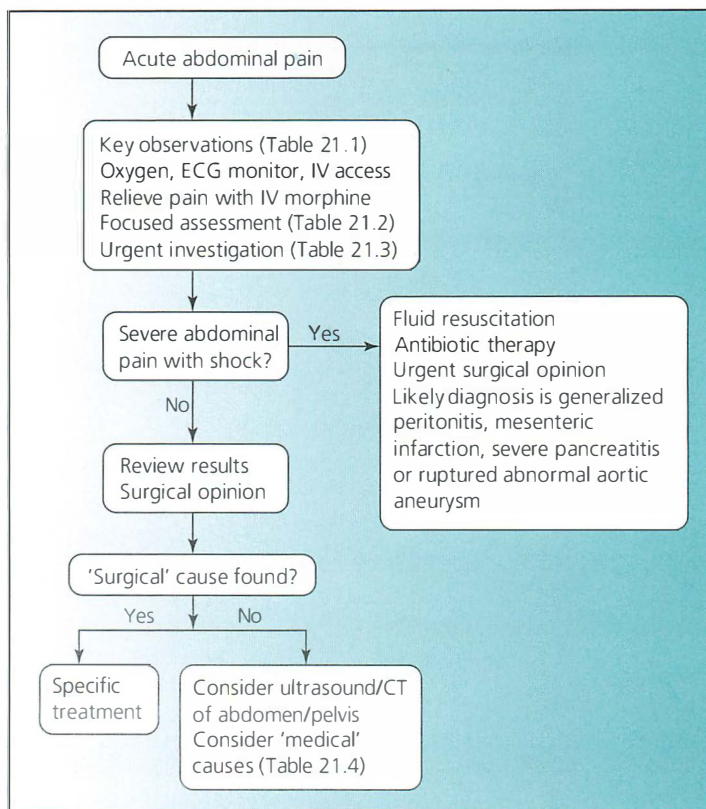 Acute abdominal pain
Key observations (Table 21.1)
Oxygen, ECG monitor, IV access
Relieve pain with IV morphine
Focused assessment (Table 21.2)
Urgent investigation (Table 21.3)
Severe abdominal
pain with shock?
Yes
Fluid resuscitation
Antibiotic therapy
Urgent surgical opinion
Likely diagnosis is generalized
peritonitis, mesenteric
infarction, severe pancreatitis
or ruptured abnormal aortic
aneurysm
No
Review results
Surgical opinion
'Surgical' cause found?
Yes No
Specific
treatment
Consider ultrasound/CT
of abdomen/pelvis
Consider 'medical'
causes (Table 21.4)